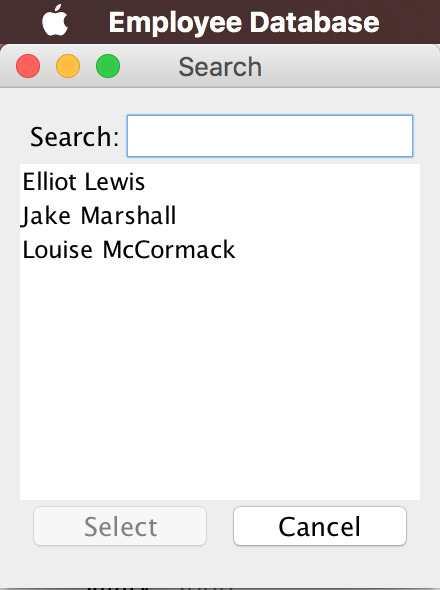 Employee Database
Search
Search:
Elliot Lewis
Jake Marshall
Louise McCormack
Select
Cancel